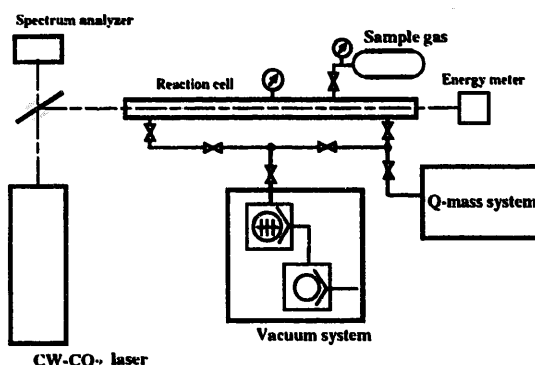 Spectrum analyzer
Sample gas
Reaction cell
Energy meter
Q-mass system
Vacuum system
CW-CO₂ laser